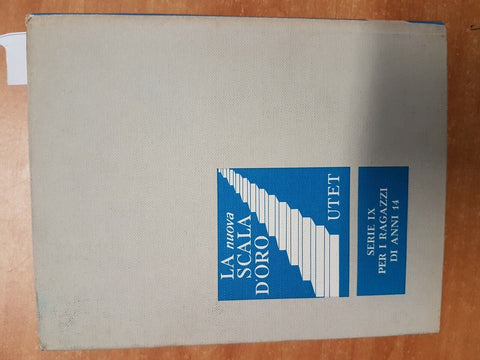 LA nuova
SCALA
D'ORO
UTET
SERIE IX
PER I RAGAZZI
DI ANNI 14